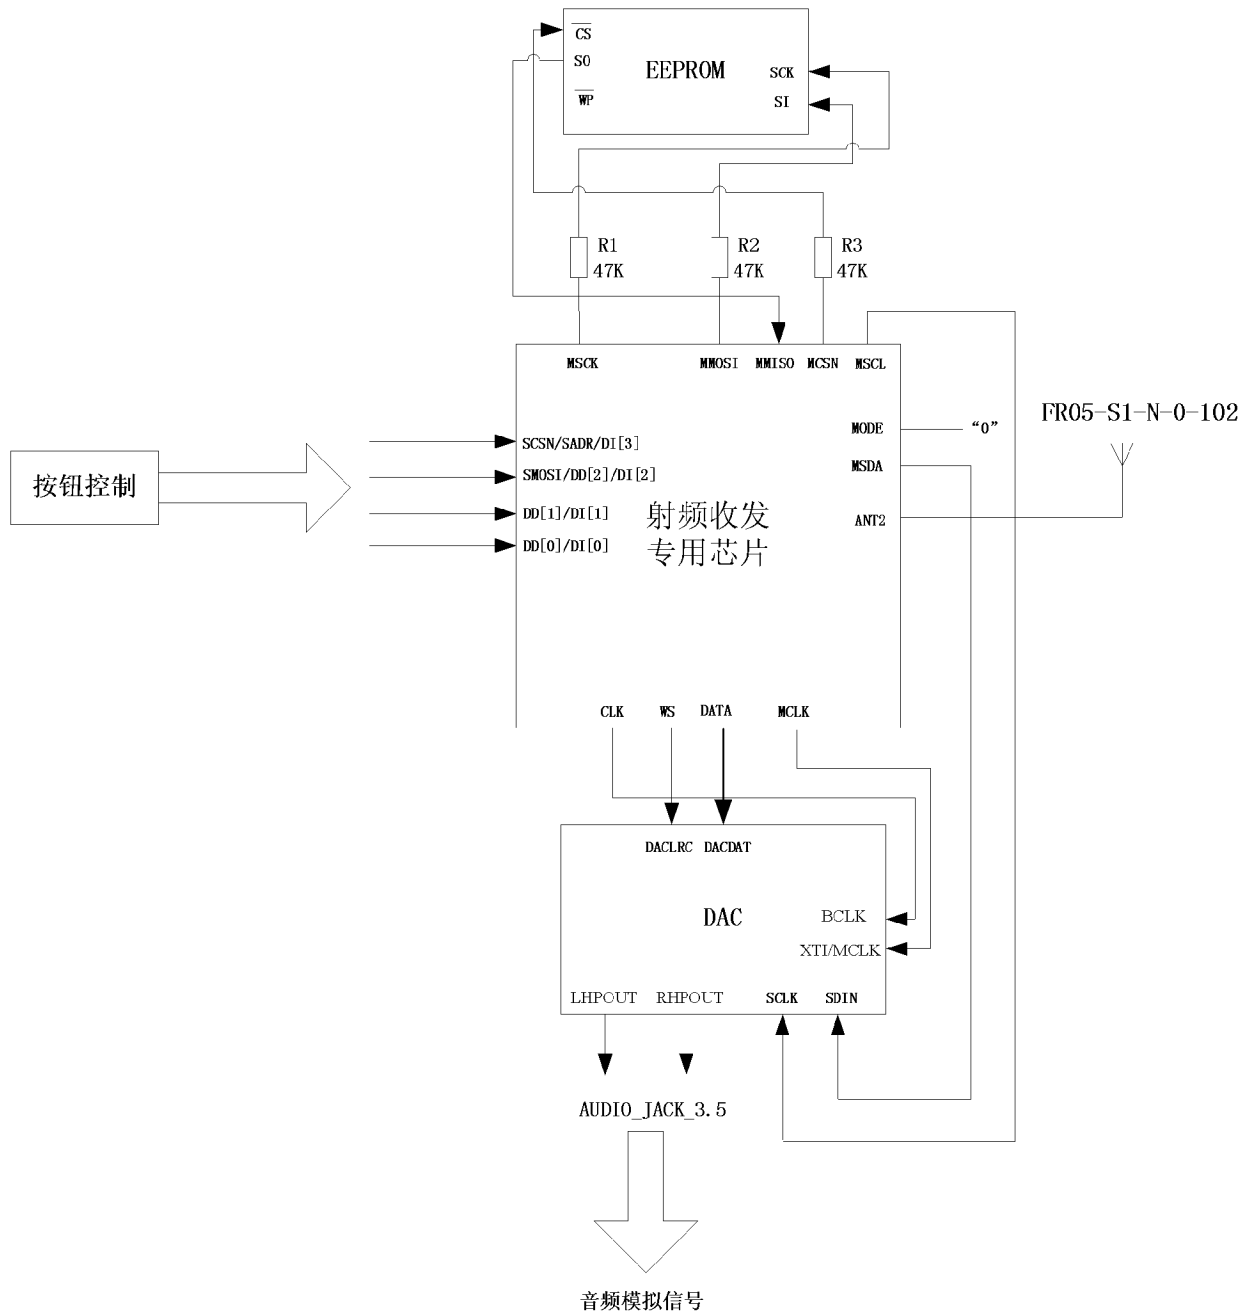 CS
SO
WP
EEPROM
SCK
SI
R1
47K
R2
47K
R3
47K
MSCK
MMOSI
MMISO
MCSN
MSCL
FR05-S1-N-0-102
MODE
“0”
MSDA
ANT2
按钮控制
SCSN/SADR/DI[3]
SMOSI/DD[2]/DI[2]
DD[1]/DI[1]
DD[0]/DI[0]
射频收发
专用芯片
CLK
WS
DATA
MCLK
DACLRC
DACDAT
DAC
BCLK
XTI/MCLK
LHPOUT
RHPOUT
SCLK
SDIN
AUDIO_JACK_3.5
音频模拟信号